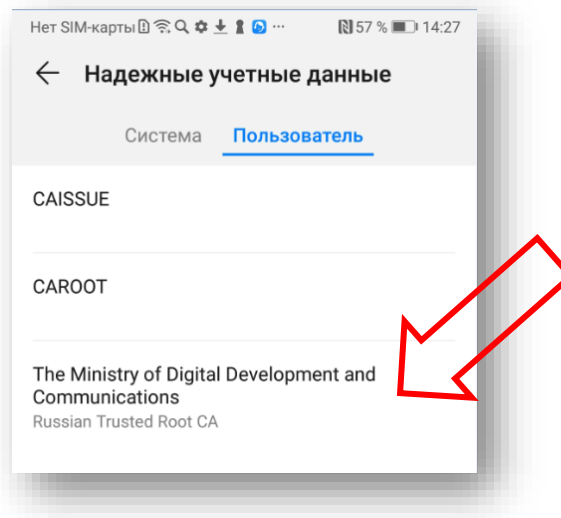 Нет SIM-карты 57 % 14:27
Надежные учетные данные
Система Пользователь
CAISSUE
CAROOT
The Ministry of Digital Development and
Communications
Russian Trusted Root CA